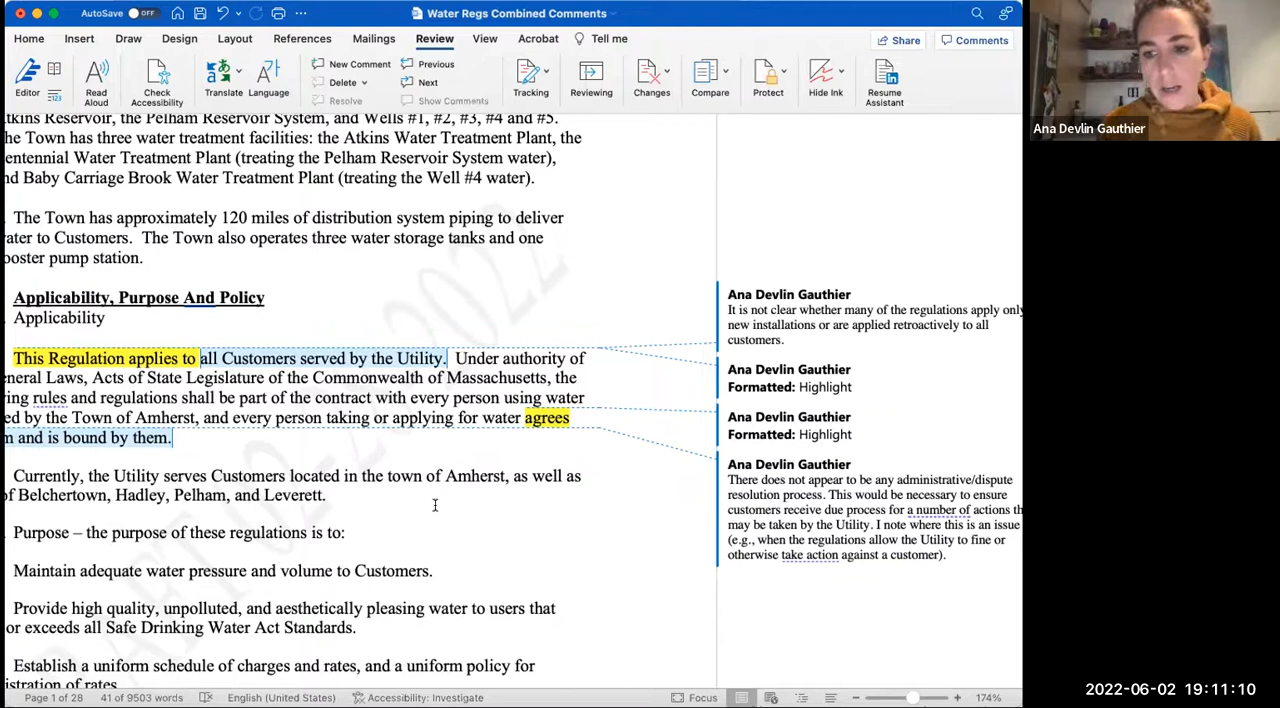 AutoSave OFF Water Regs Combined Comments
Home Insert Draw Design Layout References Mailings Review View Acrobat Tell me Share Comments
Editor Read Aloud Check Accessibility Translate Language New Comment Delete Resolve Previous Next Show Comments Tracking Reviewing Changes Compare Protect Hide Ink Resume Assistant
tkins Reservoir, the Pelham Reservoir System, and Wells #1, #2, #3, #4 and #5.
he Town has three water treatment facilities: the Atkins Water Treatment Plant, the
entennial Water Treatment Plant (treating the Pelham Reservoir System water),
nd Baby Carriage Brook Water Treatment Plant (treating the Well #4 water).
The Town has approximately 120 miles of distribution system piping to deliver
ater to Customers. The Town also operates three water storage tanks and one
ooster pump station.
Applicability, Purpose And Policy
Applicability
This Regulation applies to all Customers served by the Utility. Under authority of
eneral Laws, Acts of State Legislature of the Commonwealth of Massachusetts, the
ing rules and regulations shall be part of the contract with every person using water
ed by the Town of Amherst, and every person taking or applying for water agrees
m and is bound by them.
Currently, the Utility serves Customers located in the town of Amherst, as well as
of Belchertown, Hadley, Pelham, and Leverett.
Purpose – the purpose of these regulations is to:
Maintain adequate water pressure and volume to Customers.
Provide high quality, unpolluted, and aesthetically pleasing water to users that
or exceeds all Safe Drinking Water Act Standards.
Establish a uniform schedule of charges and rates, and a uniform policy for
istration of rates.
Ana Devlin Gauthier
It is not clear whether many of the regulations apply only
new installations or are applied retroactively to all
customers.
Ana Devlin Gauthier
Formatted: Highlight
Ana Devlin Gauthier
Formatted: Highlight
Ana Devlin Gauthier
There does not appear to be any administrative/dispute
resolution process. This would be necessary to ensure
customers receive due process for a number of actions th
may be taken by the Utility. I note where this is an issue
(e.g., when the regulations allow the Utility to fine or
otherwise take action against a customer).
Page 1 of 28 41 of 9503 words English (United States) Accessibility: Investigate Focus 174%
Ana Devlin Gauthier
2022-06-02 19:11:10